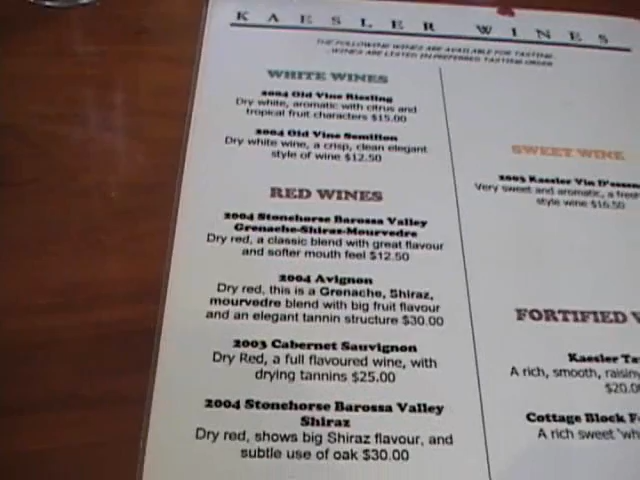 KAESLER WINES
THE FOLLOWING WINES ARE AVAILABLE FOR TASTING
WINES ARE LISTED IN PREFERRED TASTING ORDER
WHITE WINES
2004 Old Vine Riesling
Dry white, aromatic with citrus and
tropical fruit characters $15.00
2004 Old Vine Semillon
Dry white wine, a crisp, clean elegant
style of wine $12.50
RED WINES
2004 Stonehorse Barossa Valley
Grenache-Shiraz-Mourvedre
Dry red, a classic blend with great flavour
and softer mouth feel $12.50
2004 Avignon
Dry red, this is a Grenache, Shiraz,
mourvedre blend with big fruit flavour
and an elegant tannin structure $30.00
2003 Cabernet Sauvignon
Dry Red, a full flavoured wine, with
drying tannins $25.00
2004 Stonehorse Barossa Valley
Shiraz
Dry red, shows big Shiraz flavour, and
subtle use of oak $30.00
SWEET WINE
2003 Kaesler Vin
Very sweet and aromatic, a
style wine $16.50
FORTIFIED
Kaesler
A rich, smooth,
Cottage Block
A rich sweet